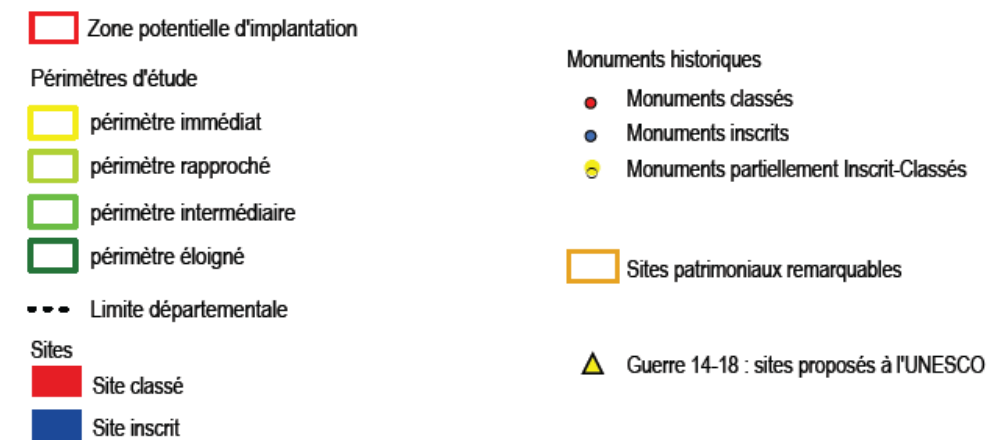 Zone potentielle d'implantation
Périmètres d'étude
périmètre immédiat
périmètre rapproché
périmètre intermédiaire
périmètre éloigné
Limite départementale
Sites
Site classé
Site inscrit
Monuments historiques
Monuments classés
Monuments inscrits
Monuments partiellement Inscrit-Classés
Sites patrimoniaux remarquables
Guerre 14-18 : sites proposés à l'UNESCO